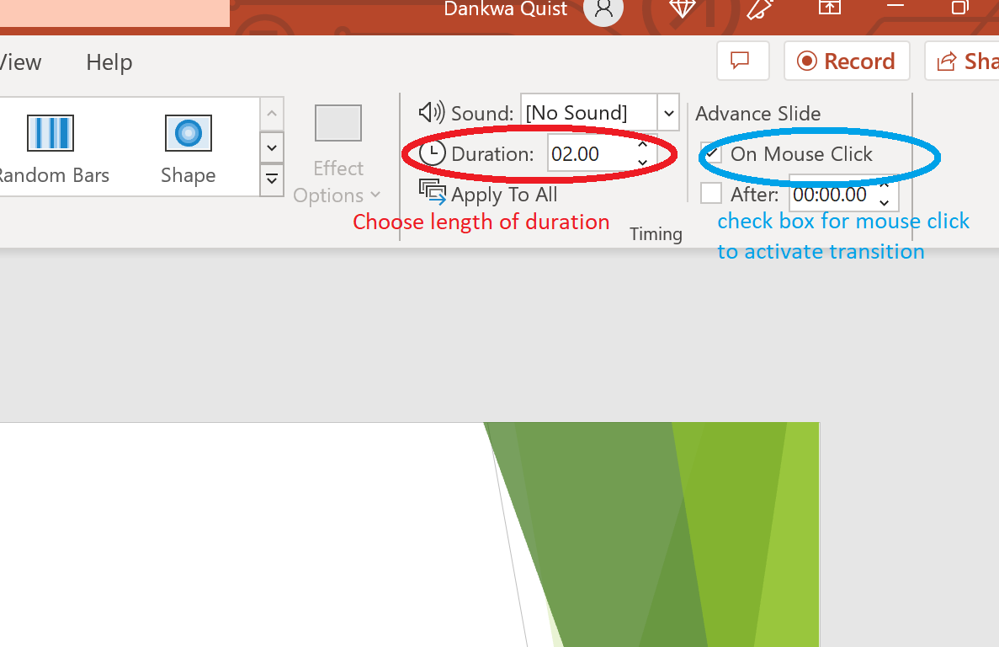 Dankwa Quist
View Help
Record Sha
Sound: [No Sound] Advance Slide
Duration: 02.00 On Mouse Click
Random Bars Shape Effect Options
Apply To All After: 00:00.00
Choose length of duration
Timing
check box for mouse click
to activate transition